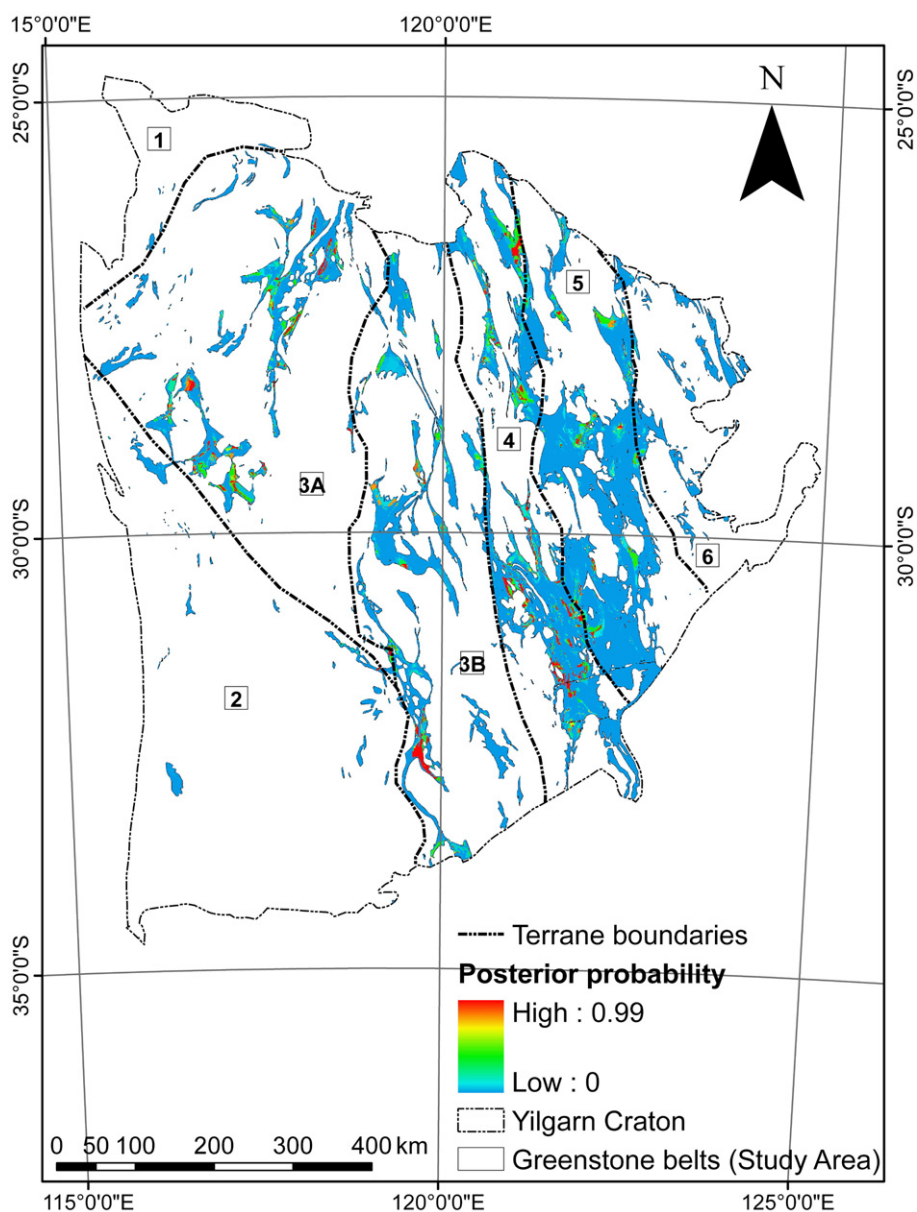 15°0'0"E
120°0'0"E
25°0'0"S
25°0'0"S
N
1
5
4
3A
30°0'0"S
30°0'0"S
6
3B
2
Terrane boundaries
Posterior probability
High : 0.99
Low : 0
35°0'0"S
35°0'0"S
Yilgarn Craton
Greenstone belts (Study Area)
0 50 100 200 300 400 km
115°0'0"E
120°0'0"E
125°0'0"E